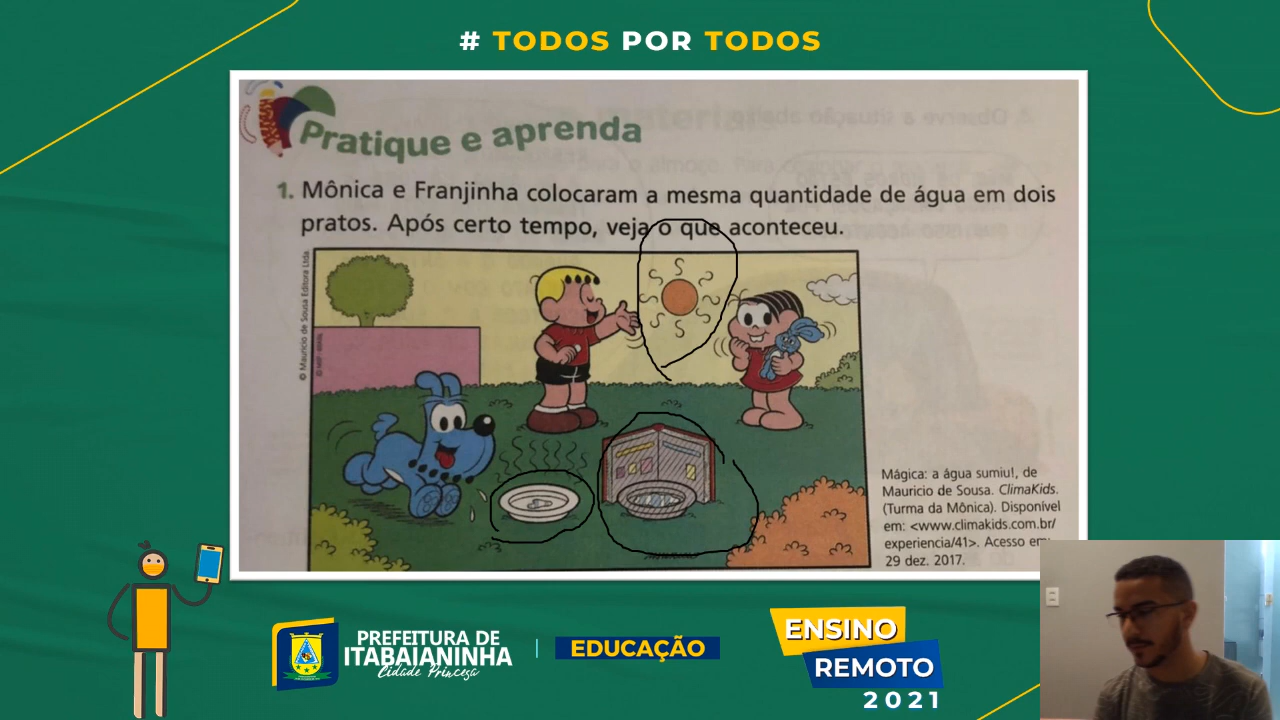 # TODOS POR TODOS
Pratique e aprenda
1. Mônica e Franjinha colocaram a mesma quantidade de água em dois
pratos. Após certo tempo, veja o que aconteceu.
© Mauricio de Sousa Editora Ltda.
Mágica: a água sumiu!, de
Mauricio de Sousa. ClimaKids.
(Turma da Mônica). Disponível
em: <www.climakids.com.br/
experiencia/41>. Acesso em:
29 dez. 2017.
PREFEITURA DE
ITABAIANINHA
Cidade Princesa
EDUCAÇÃO
ENSINO
REMOTO
2021